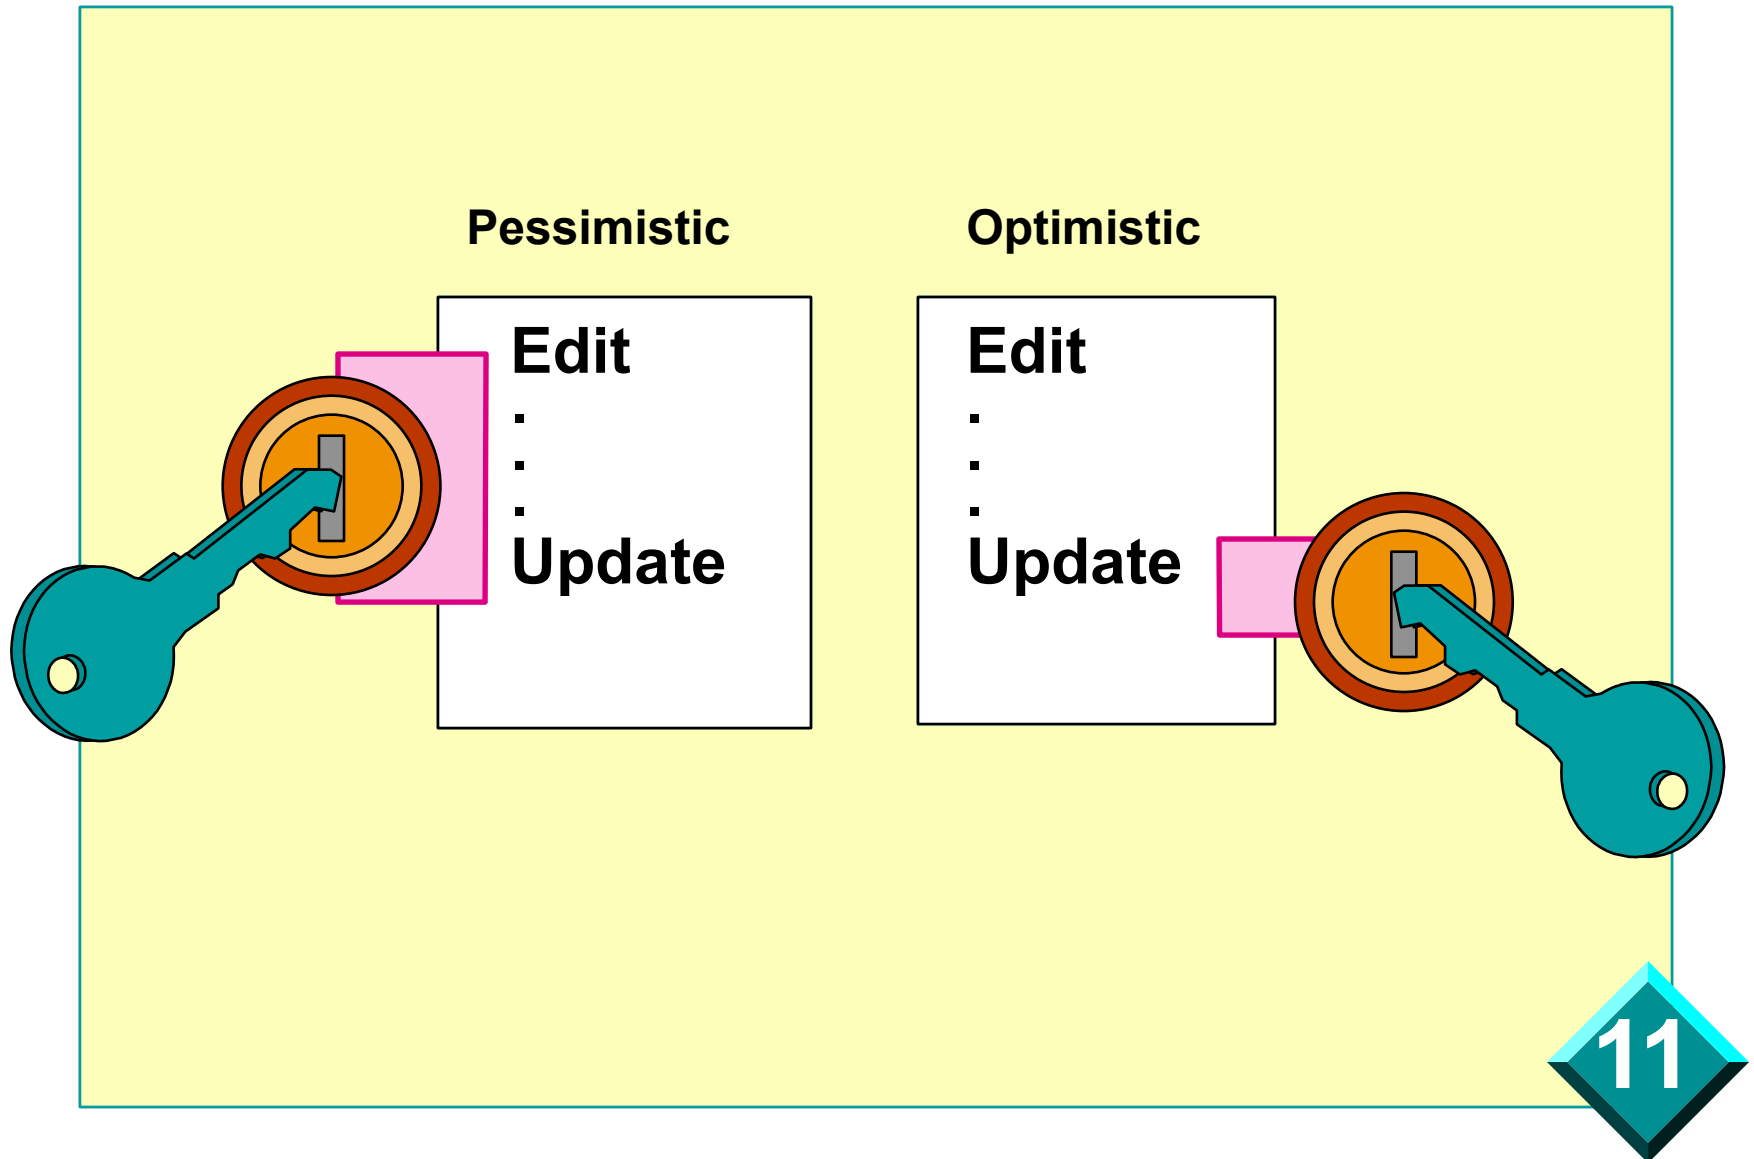 Pessimistic
Edit
.
.
.
Update
Optimistic
Edit
.
.
.
Update
11